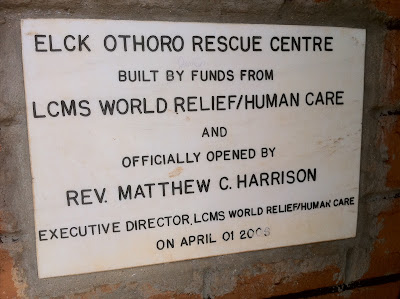 ELCK OTHORO RESCUE CENTRE
BUILT BY FUNDS FROM
LCMS WORLD RELIEF/HUMAN CARE
AND
OFFICIALLY OPENED BY
REV. MATTHEW C. HARRISON
EXECUTIVE DIRECTOR, LCMS WORLD RELIEF/HUMAN CARE
ON APRIL 01